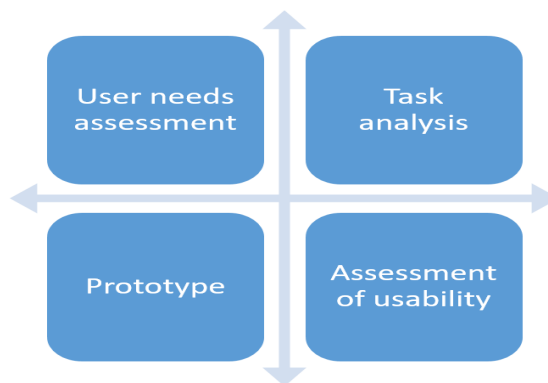 User needs
assessment
Task
analysis
Prototype
Assessment
of usability